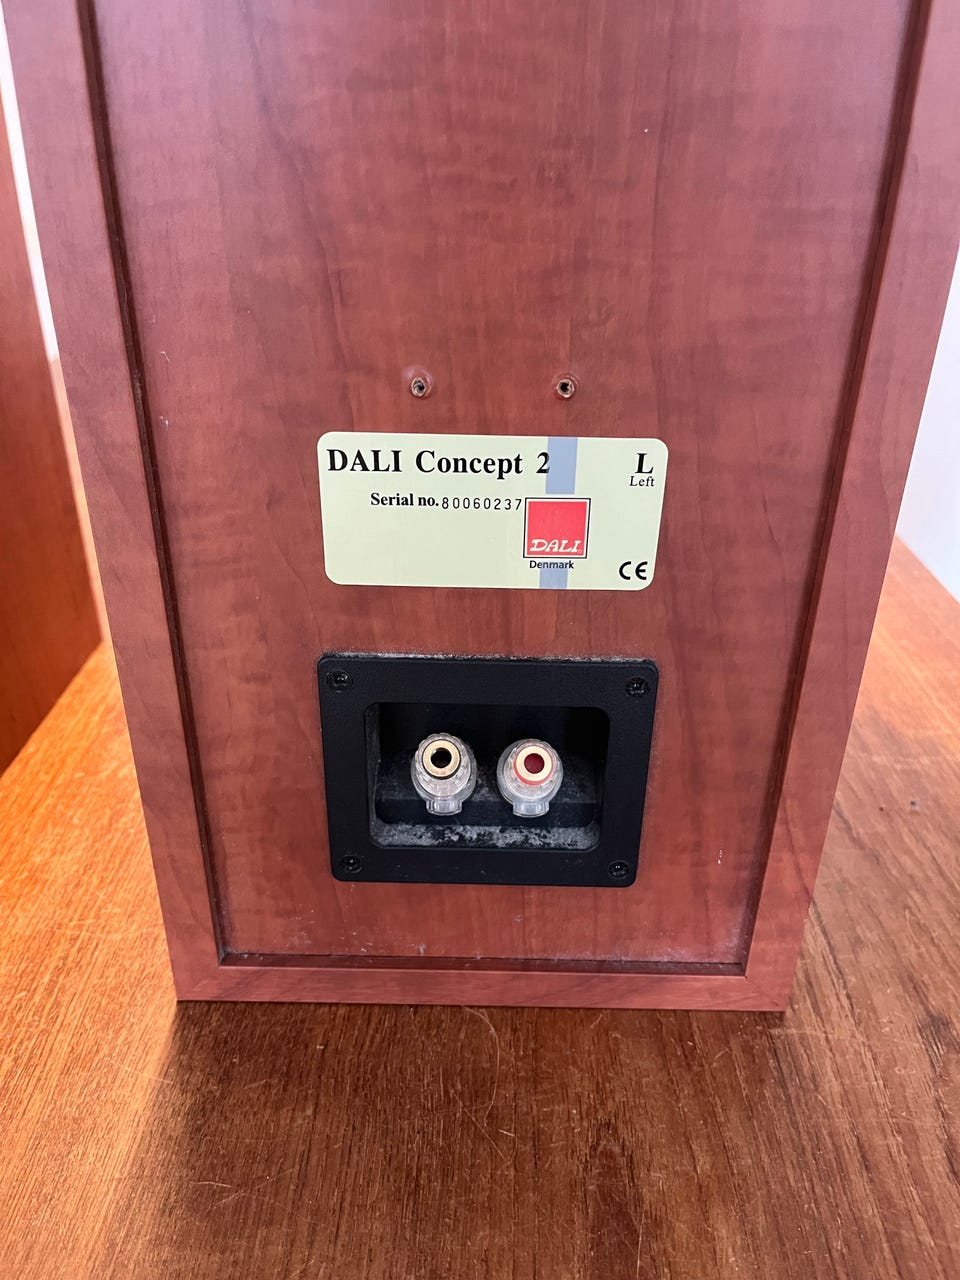 DALI Concept 2
L
Left
Serial no. 80060237
DALI
Denmark
CE